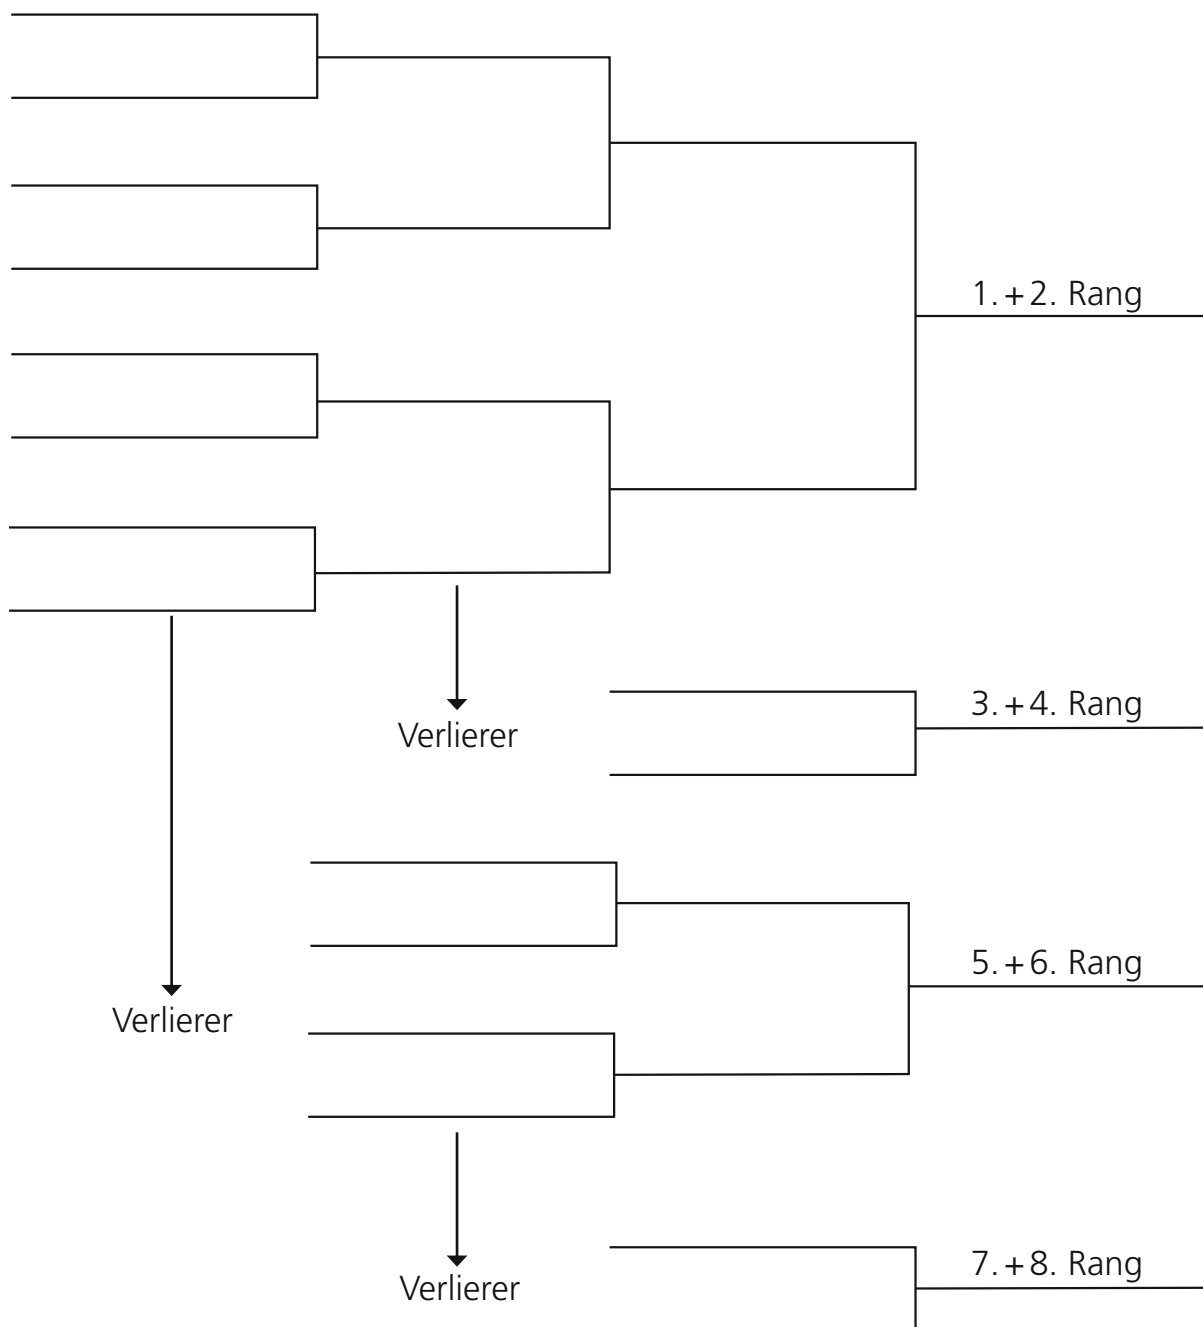 1.+2. Rang
3.+4. Rang
Verlierer
5.+6. Rang
Verlierer
7.+8. Rang
Verlierer